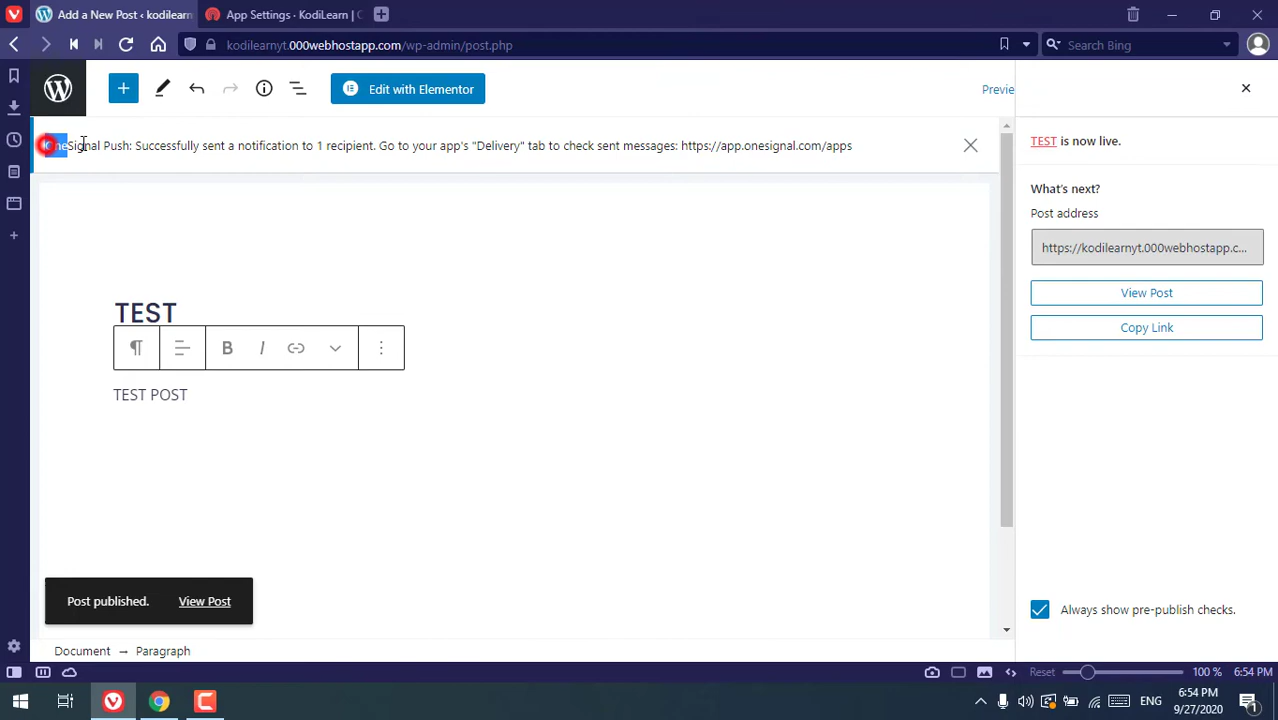 Add a New Post ‹ kodilearn
App Settings · KodiLearn | C
kodilearnyt.000webhostapp.com/wp-admin/post.php
Search Bing
Edit with Elementor
Previe
OneSignal Push: Successfully sent a notification to 1 recipient. Go to your app's "Delivery" tab to check sent messages: https://app.onesignal.com/apps
TEST is now live.
What's next?
Post address
https://kodilearnyt.000webhostapp.c...
View Post
Copy Link
TEST
B I
TEST POST
Post published. View Post
Always show pre-publish checks.
Document → Paragraph
Reset 100 % 6:54 PM
ENG
6:54 PM
9/27/2020
1